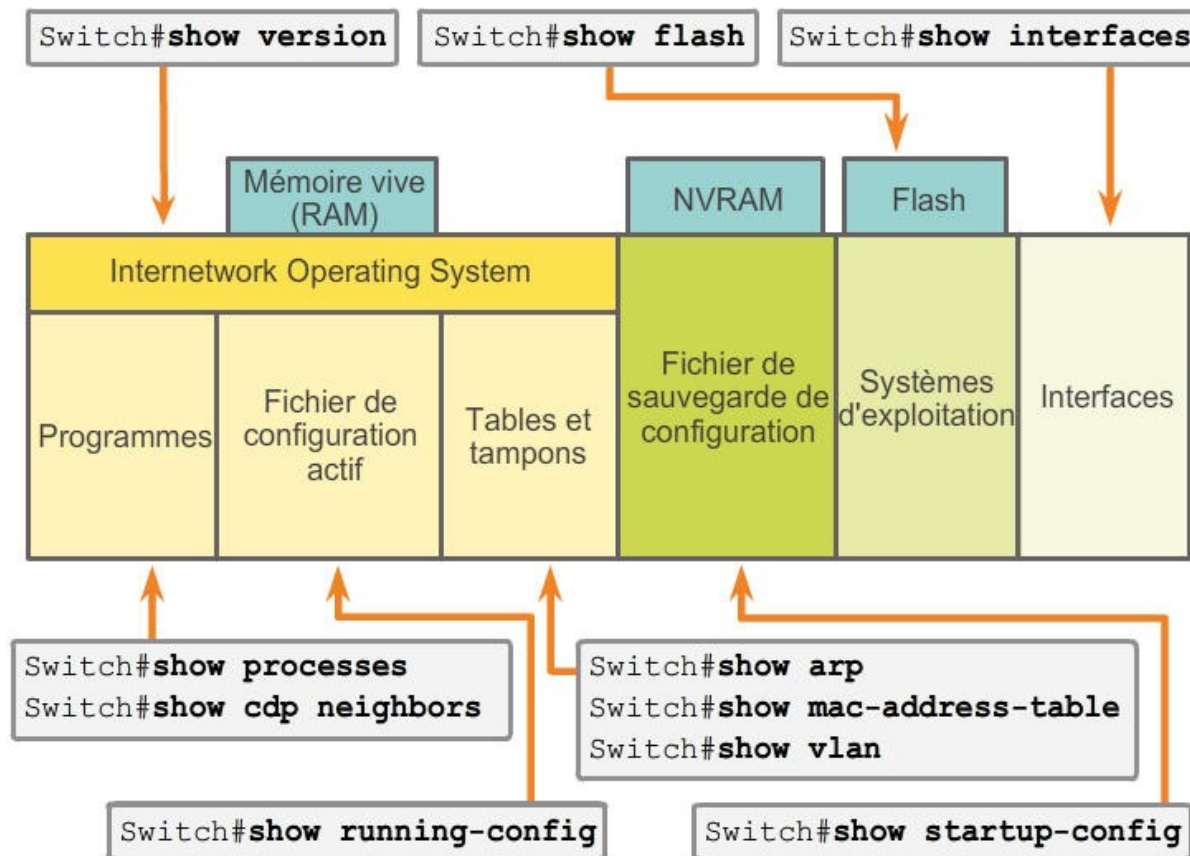 Switch#show version
Switch#show flash
Switch#show interfaces
Mémoire vive
(RAM)
NVRAM
Flash
Internetwork Operating System
Programmes
Fichier de
configuration
actif
Tables et
tampons
Fichier de
sauvegarde de
configuration
Systèmes
d'exploitation
Interfaces
Switch#show processes
Switch#show cdp neighbors
Switch#show arp
Switch#show mac-address-table
Switch#show vlan
Switch#show running-config
Switch#show startup-config